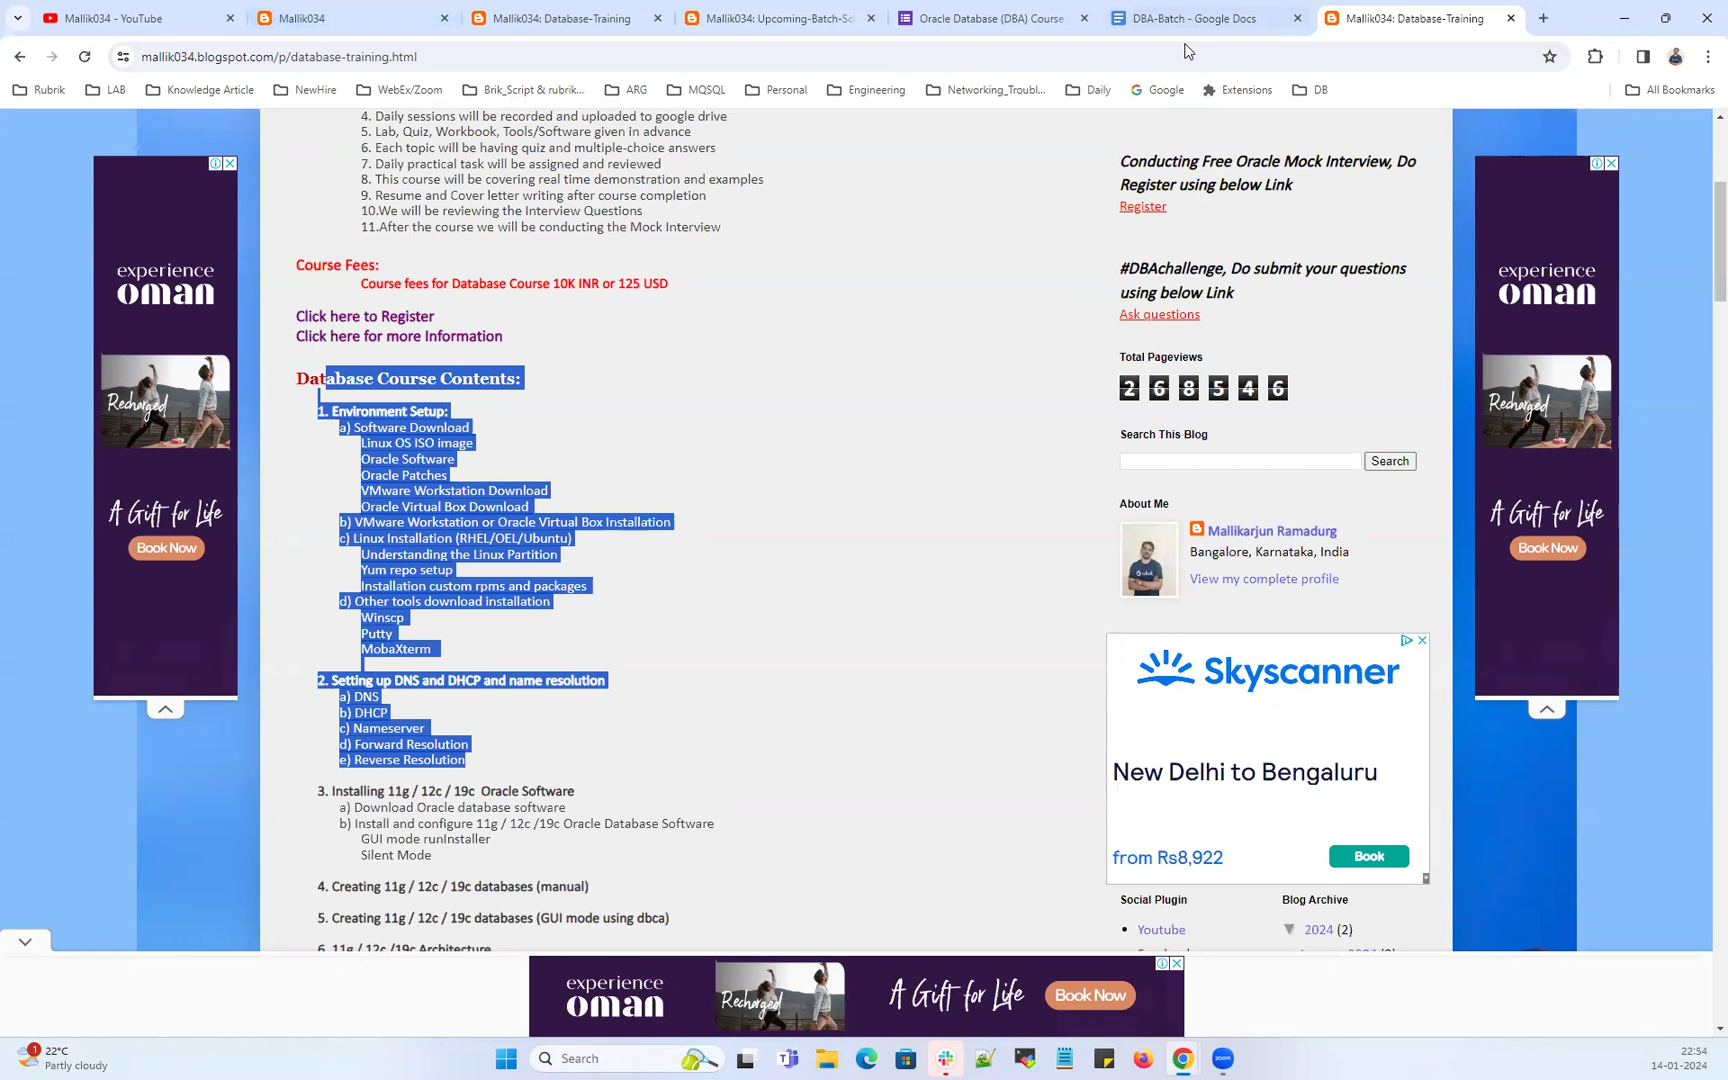 Mallik034 - YouTube
Mallik034
Mallik034: Database-Training
Mallik034: Upcoming-Batch-Sc
Oracle Database (DBA) Course
DBA-Batch - Google Docs
Mallik034: Database-Training
mallik034.blogspot.com/p/database-training.html
Rubrik
LAB
Knowledge Article
NewHire
WebEx/Zoom
Brik_Script & rubrik...
ARG
MQSQL
Personal
Engineering
Networking_Troubl...
Daily
Google
Extensions
DB
All Bookmarks
4. Daily sessions will be recorded and uploaded to google drive
5. Lab, Quiz, Workbook, Tools/Software given in advance
6. Each topic will be having quiz and multiple-choice answers
7. Daily practical task will be assigned and reviewed
8. This course will be covering real time demonstration and examples
9. Resume and Cover letter writing after course completion
10.We will be reviewing the Interview Questions
11.After the course we will be conducting the Mock Interview
Course Fees:
Course fees for Database Course 10K INR or 125 USD
Click here to Register
Click here for more Information
Database Course Contents:
1. Environment Setup:
a) Software Download
Linux OS ISO image
Oracle Software
Oracle Patches
VMware Workstation Download
Oracle Virtual Box Download
b) VMware Workstation or Oracle Virtual Box Installation
c) Linux Installation (RHEL/OEL/Ubuntu)
Understanding the Linux Partition
Yum repo setup
Installation custom rpms and packages
d) Other tools download installation
Winscp
Putty
MobaXterm
2. Setting up DNS and DHCP and name resolution
a) DNS
b) DHCP
c) Nameserver
d) Forward Resolution
e) Reverse Resolution
3. Installing 11g / 12c / 19c Oracle Software
a) Download Oracle database software
b) Install and configure 11g / 12c /19c Oracle Database Software
GUI mode runInstaller
Silent Mode
4. Creating 11g / 12c / 19c databases (manual)
5. Creating 11g / 12c / 19c databases (GUI mode using dbca)
6. 11g / 12c /19c Architecture
Conducting Free Oracle Mock Interview, Do
Register using below Link
Register
#DBAchallenge, Do submit your questions
using below Link
Ask questions
Total Pageviews
2 6 8 5 4 6
Search This Blog
Search
About Me
Mallikarjun Ramadurg
Bangalore, Karnataka, India
View my complete profile
Skyscanner
New Delhi to Bengaluru
from Rs8,922
Book
Social Plugin
Youtube
Blog Archive
2024 (2)
experience
oman
Recharged
A Gift for Life
Book Now
experience
oman
Recharged
A Gift for Life
Book Now
experience
oman
Recharged
A Gift for Life
Book Now
1
22°C
Partly cloudy
Search
zoom
22:54
14-01-2024